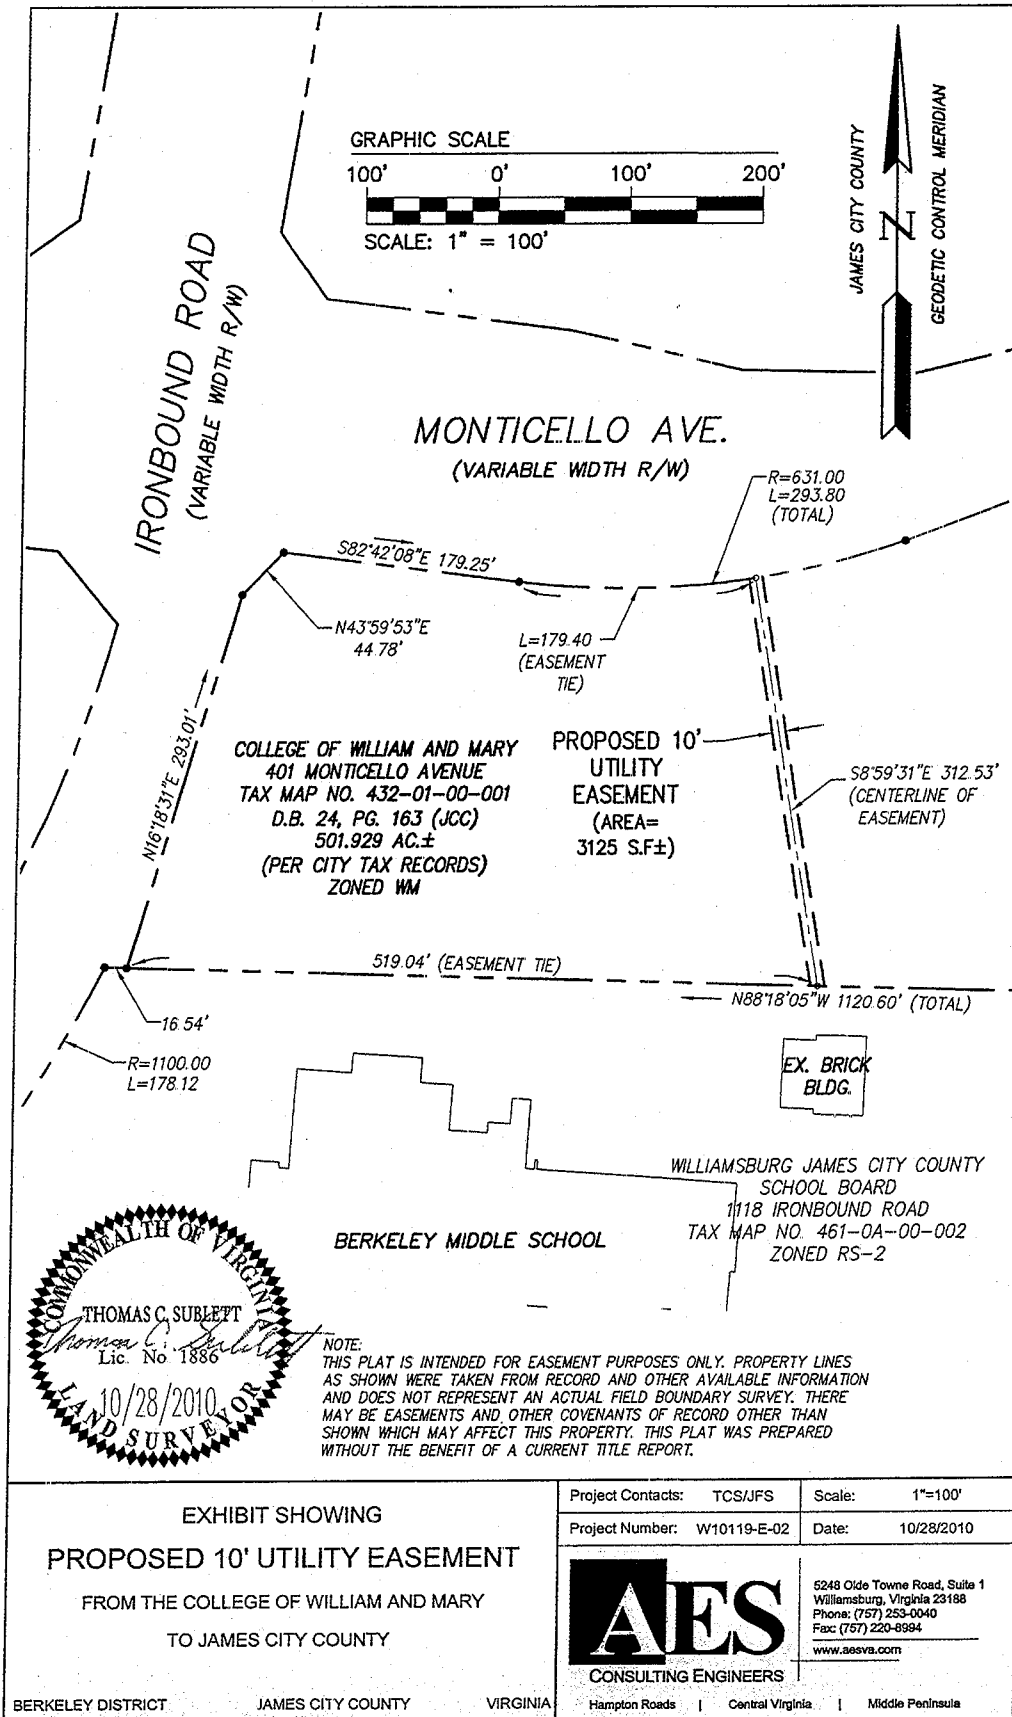 GRAPHIC SCALE
100' 0' 100' 200'
SCALE: 1" = 100'
JAMES CITY COUNTY
N
GEODETIC CONTROL MERIDIAN
IRONBOUND ROAD
(VARIABLE WIDTH R/W)
MONTICELLO AVE.
(VARIABLE WIDTH R/W)
R=631.00
L=293.80
(TOTAL)
S82°42'08"E 179.25'
N43°59'53"E
44.78'
L=179.40
(EASEMENT
TIE)
N16°18'31"E 293.01'
COLLEGE OF WILLIAM AND MARY
401 MONTICELLO AVENUE
TAX MAP NO. 432-01-00-001
D.B. 24, PG. 163 (JCC)
501.929 AC.±
(PER CITY TAX RECORDS)
ZONED WM
PROPOSED 10'
UTILITY
EASEMENT
(AREA=
3125 S.F±)
S8°59'31"E 312.53'
(CENTERLINE OF
EASEMENT)
519.04' (EASEMENT TIE)
N88°18'05"W 1120.60' (TOTAL)
16.54'
R=1100.00
L=178.12
EX. BRICK
BLDG.
WILLIAMSBURG JAMES CITY COUNTY
SCHOOL BOARD
1118 IRONBOUND ROAD
TAX MAP NO. 461-0A-00-002
ZONED RS-2
BERKELEY MIDDLE SCHOOL
COMMONWEALTH OF VIRGINIA
THOMAS C. SUBLETT
Thomas C. Sublett
Lic. No. 1886
10/28/2010
LAND SURVEYOR
NOTE:
THIS PLAT IS INTENDED FOR EASEMENT PURPOSES ONLY. PROPERTY LINES
AS SHOWN WERE TAKEN FROM RECORD AND OTHER AVAILABLE INFORMATION
AND DOES NOT REPRESENT AN ACTUAL FIELD BOUNDARY SURVEY. THERE
MAY BE EASEMENTS AND OTHER COVENANTS OF RECORD OTHER THAN
SHOWN WHICH MAY AFFECT THIS PROPERTY. THIS PLAT WAS PREPARED
WITHOUT THE BENEFIT OF A CURRENT TITLE REPORT.
EXHIBIT SHOWING
PROPOSED 10' UTILITY EASEMENT
FROM THE COLLEGE OF WILLIAM AND MARY
TO JAMES CITY COUNTY
BERKELEY DISTRICT JAMES CITY COUNTY VIRGINIA
Project Contacts: TCS/JFS
Scale: 1"=100'
Project Number: W10119-E-02
Date: 10/28/2010
AES
CONSULTING ENGINEERS
5248 Olde Towne Road, Suite 1
Williamsburg, Virginia 23188
Phone: (757) 253-0040
Fax: (757) 220-8994
www.aesva.com
Hampton Roads | Central Virginia | Middle Peninsula